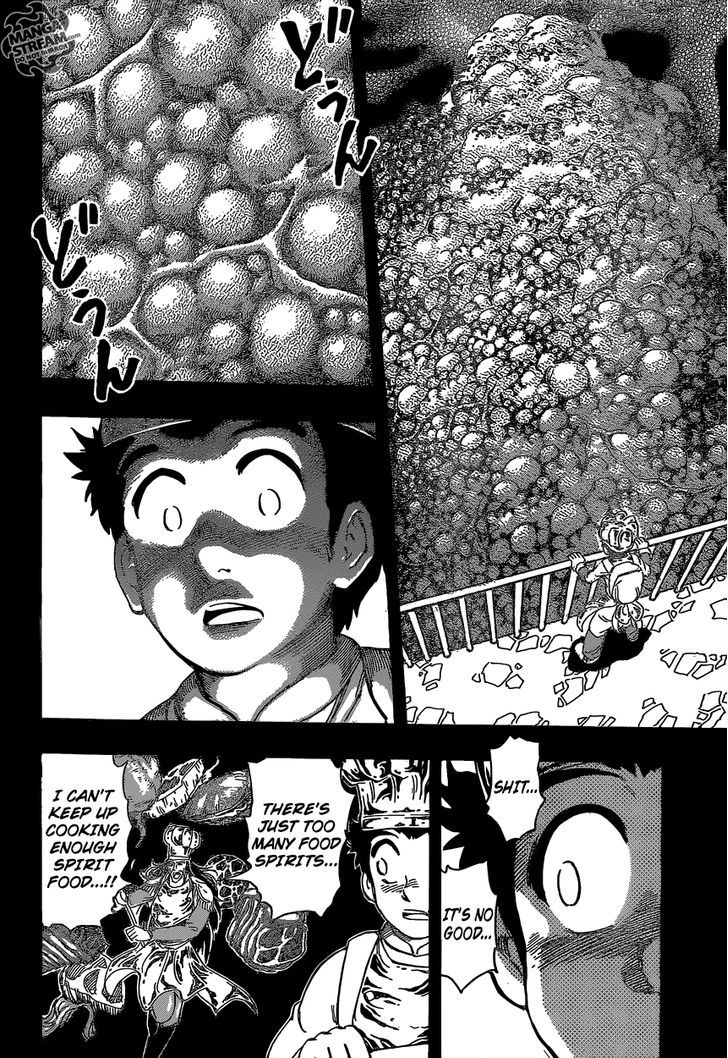 MANGA
STREAM
どぅん
どぅん
SHIT...
IT'S NO
GOOD...
THERE'S
JUST TOO
MANY FOOD
SPIRITS...
I CAN'T
KEEP UP
COOKING
ENOUGH
SPIRIT
FOOD...!!